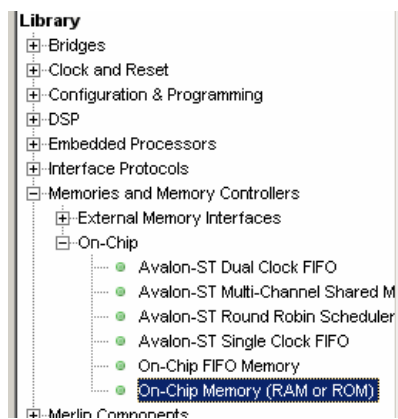 Library
Bridges
Clock and Reset
Configuration & Programming
DSP
Embedded Processors
Interface Protocols
Memories and Memory Controllers
External Memory Interfaces
On-Chip
Avalon-ST Dual Clock FIFO
Avalon-ST Multi-Channel Shared M
Avalon-ST Round Robin Scheduler
Avalon-ST Single Clock FIFO
On-Chip FIFO Memory
On-Chip Memory (RAM or ROM)
Merlin Components